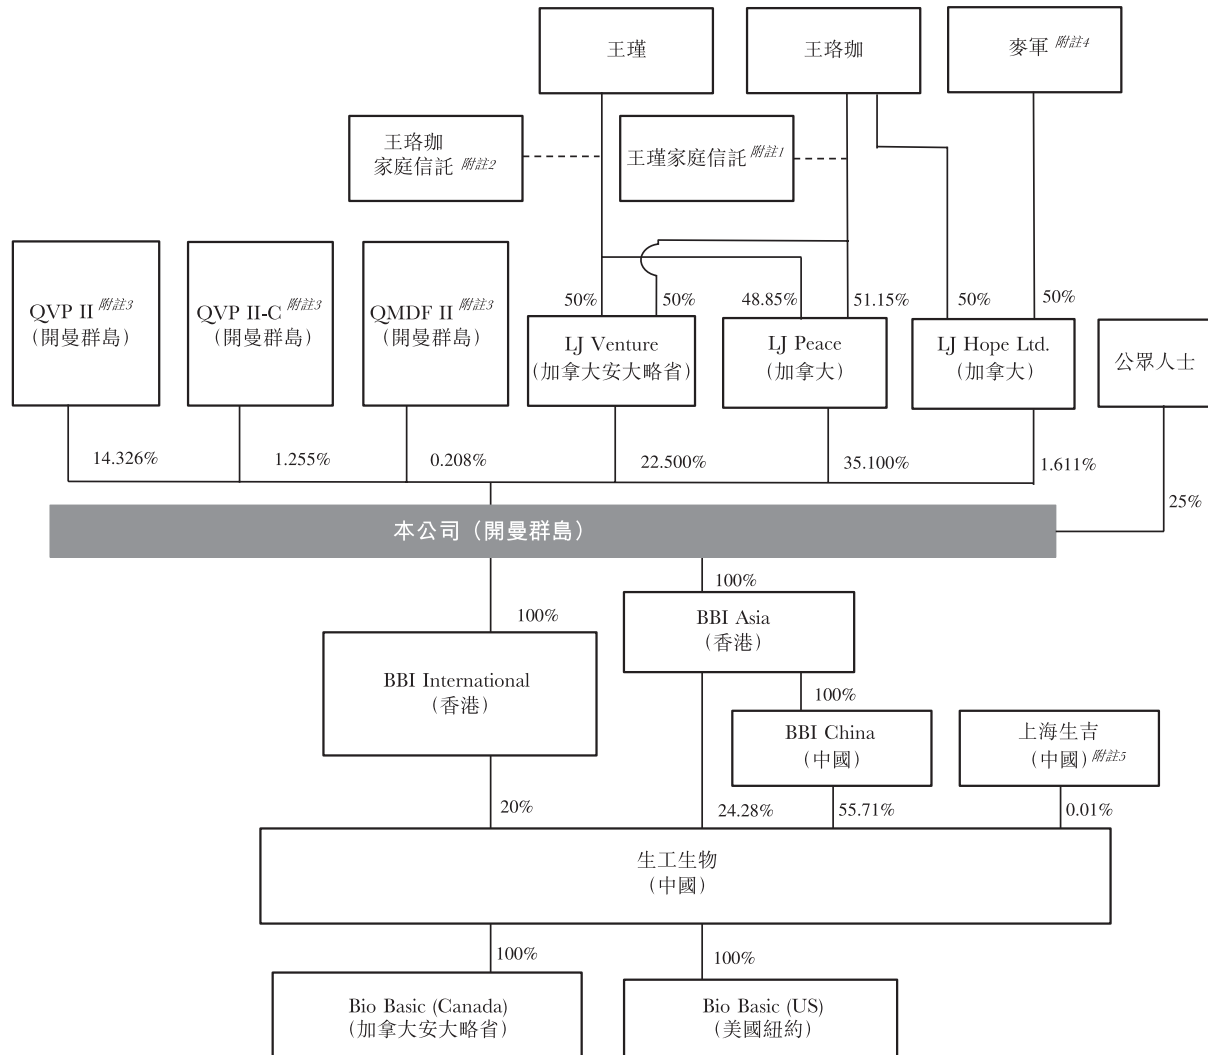 王瑾
王珞珈
麥軍 附註4
王珞珈
家庭信託 附註2
王瑾家庭信託 附註1
QVP II 附註3
（開曼群島）
QVP II-C 附註3
（開曼群島）
QMDF II 附註3
（開曼群島）
50%
50%
48.85%
51.15%
50%
50%
LJ Venture
（加拿大安大略省）
LJ Peace
（加拿大）
LJ Hope Ltd.
（加拿大）
公眾人士
14.326%
1.255%
0.208%
22.500%
35.100%
1.611%
25%
本公司（開曼群島）
100%
100%
BBI International
（香港）
BBI Asia
（香港）
100%
BBI China
（中國）
上海生吉
（中國）附註5
20%
24.28%
55.71%
0.01%
生工生物
（中國）
100%
100%
Bio Basic (Canada)
（加拿大安大略省）
Bio Basic (US)
（美國紐約）